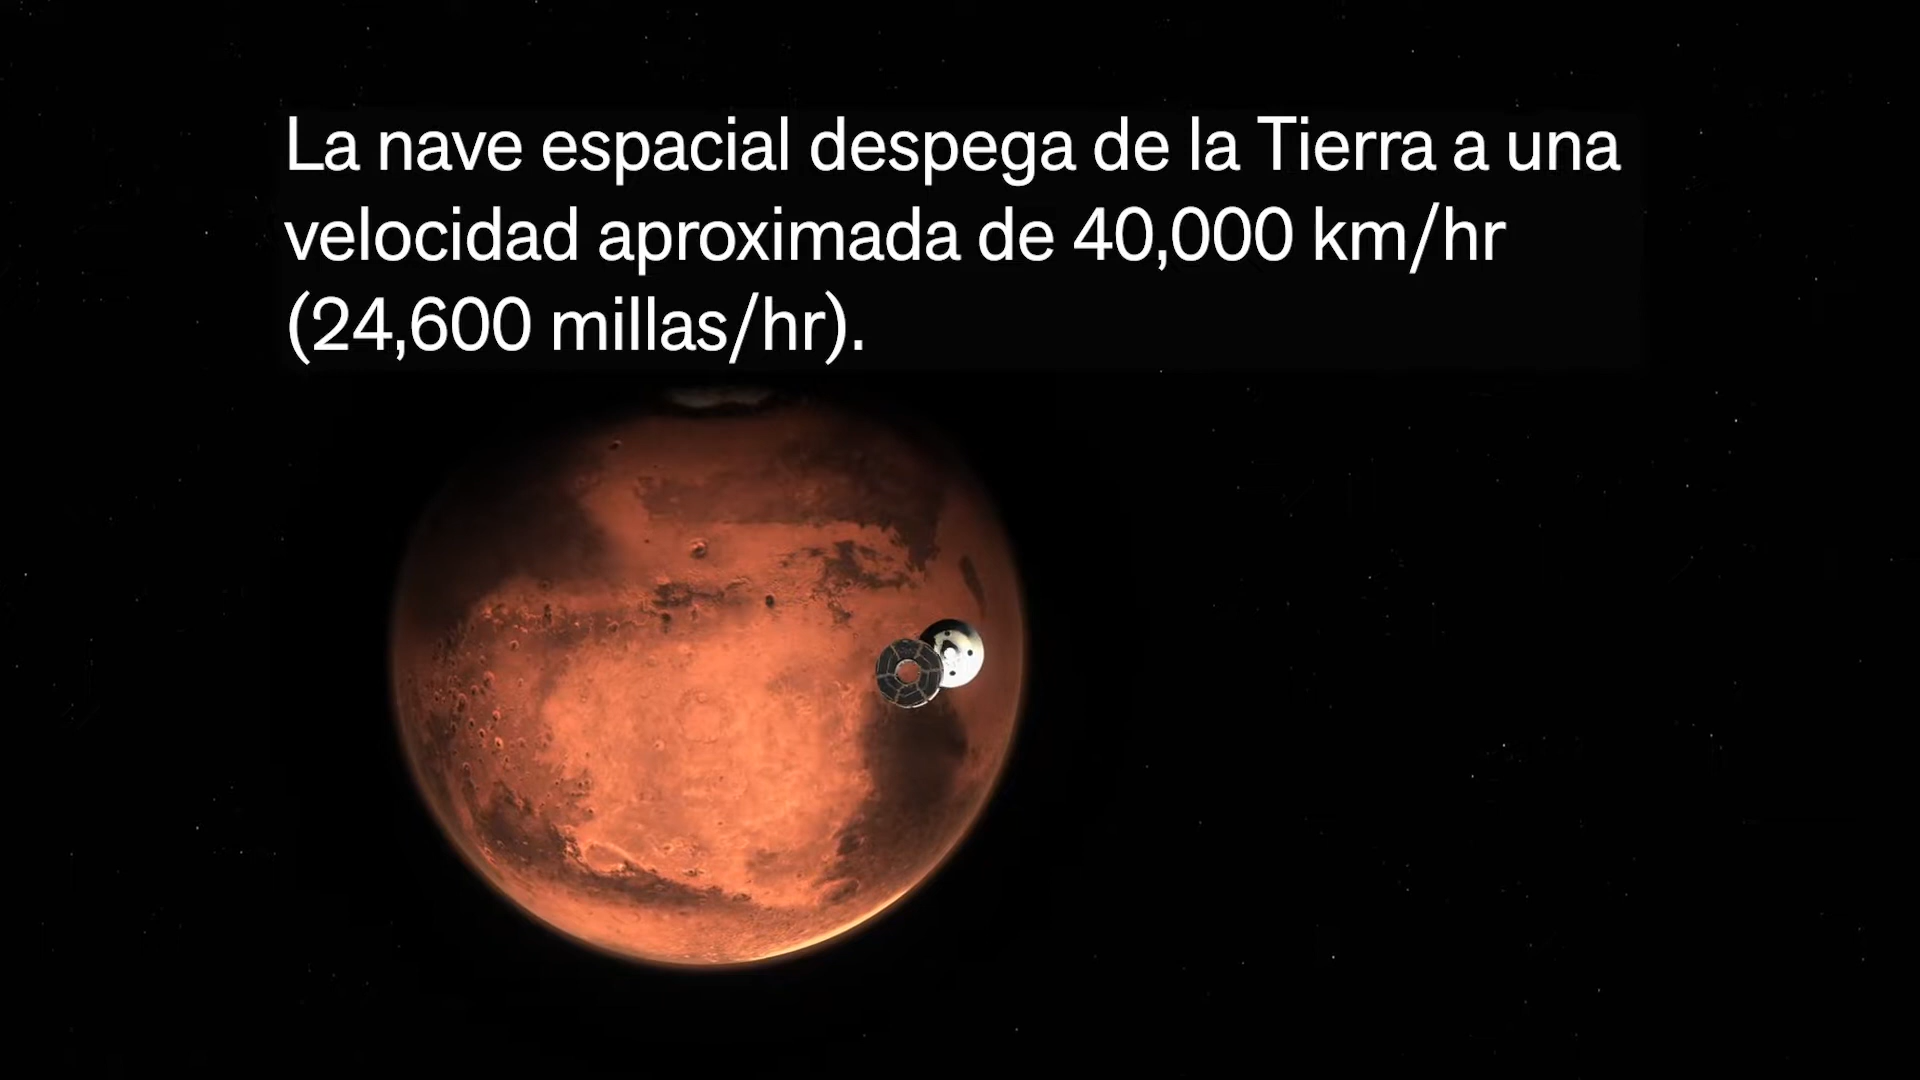 La nave espacial despega de la Tierra a una
velocidad aproximada de 40,000 km/hr
(24,600 millas/hr).